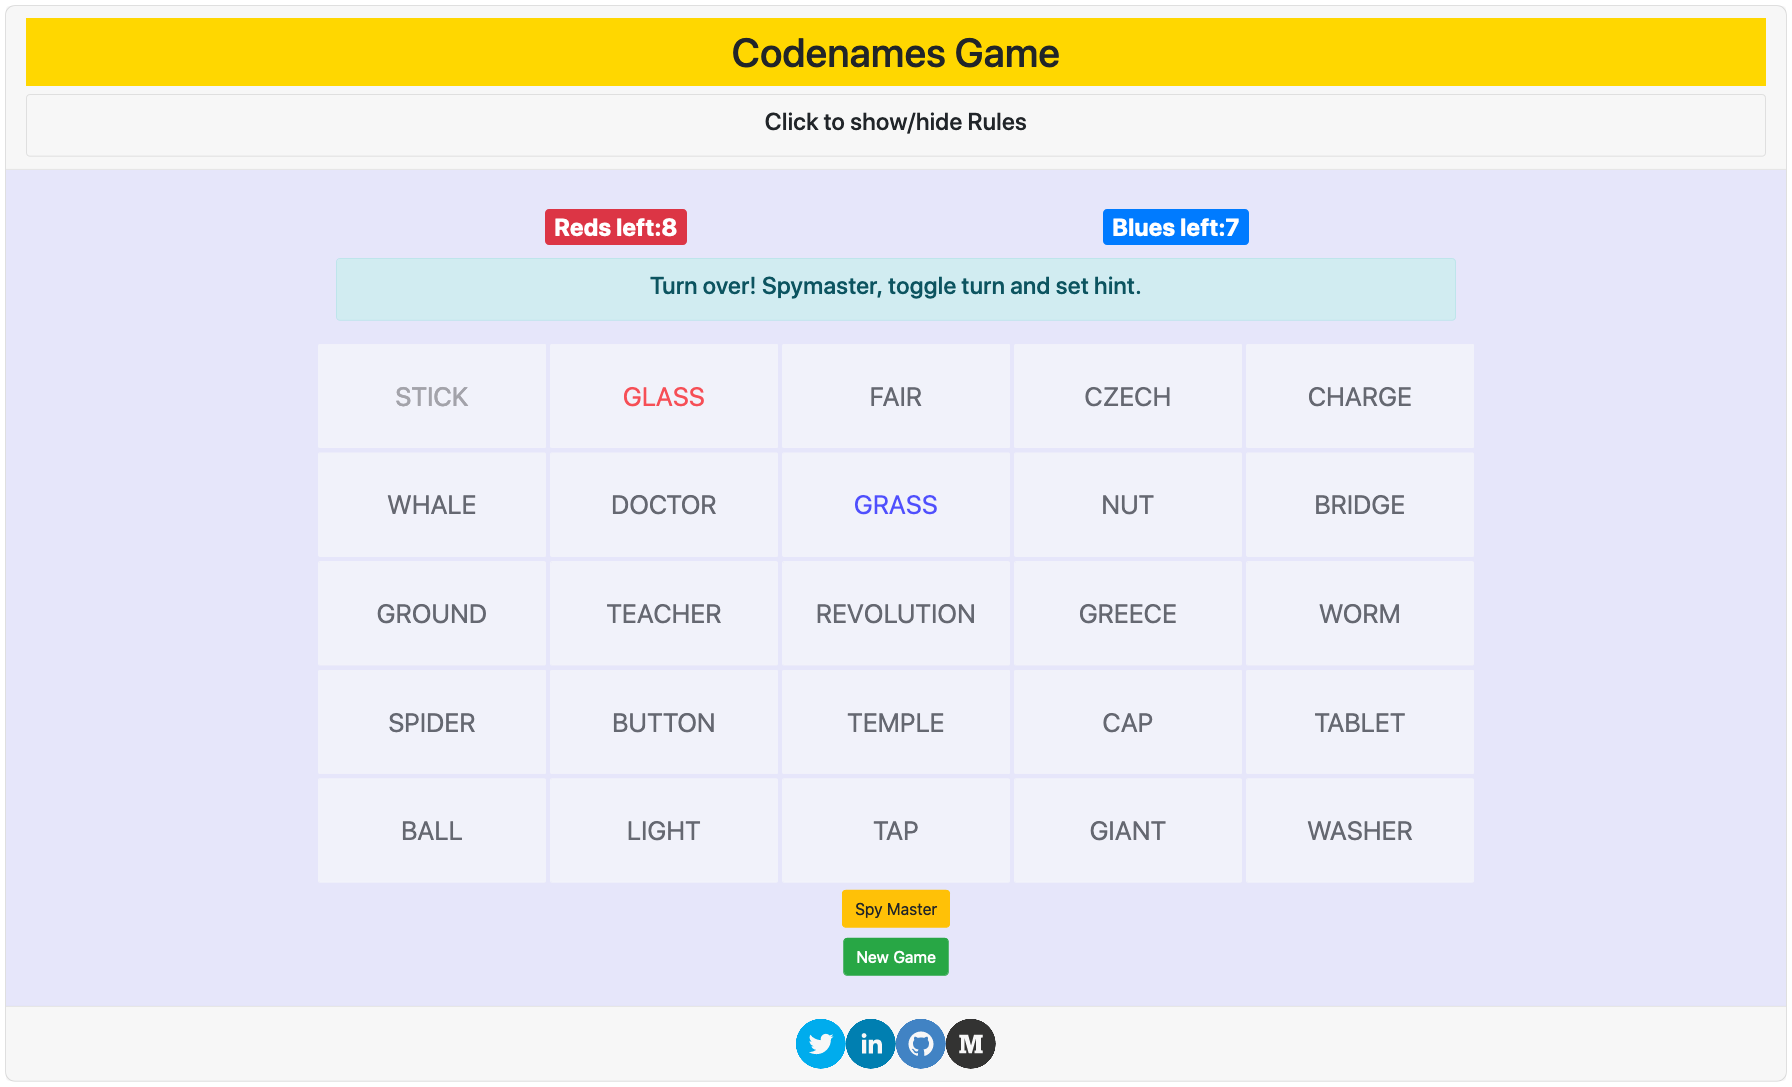 Codenames Game
Click to show/hide Rules
Reds left:8 Blues left:7
Turn over! Spymaster, toggle turn and set hint.
STICK GLASS FAIR CZECH CHARGE
WHALE DOCTOR GRASS NUT BRIDGE
GROUND TEACHER REVOLUTION GREECE WORM
SPIDER BUTTON TEMPLE CAP TABLET
BALL LIGHT TAP GIANT WASHER
Spy Master
New Game
in M